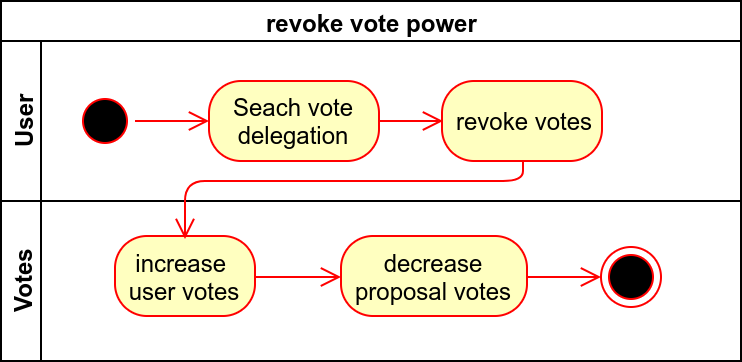 revoke vote power
User
Seach vote
delegation
revoke votes
Votes
increase
user votes
decrease
proposal votes